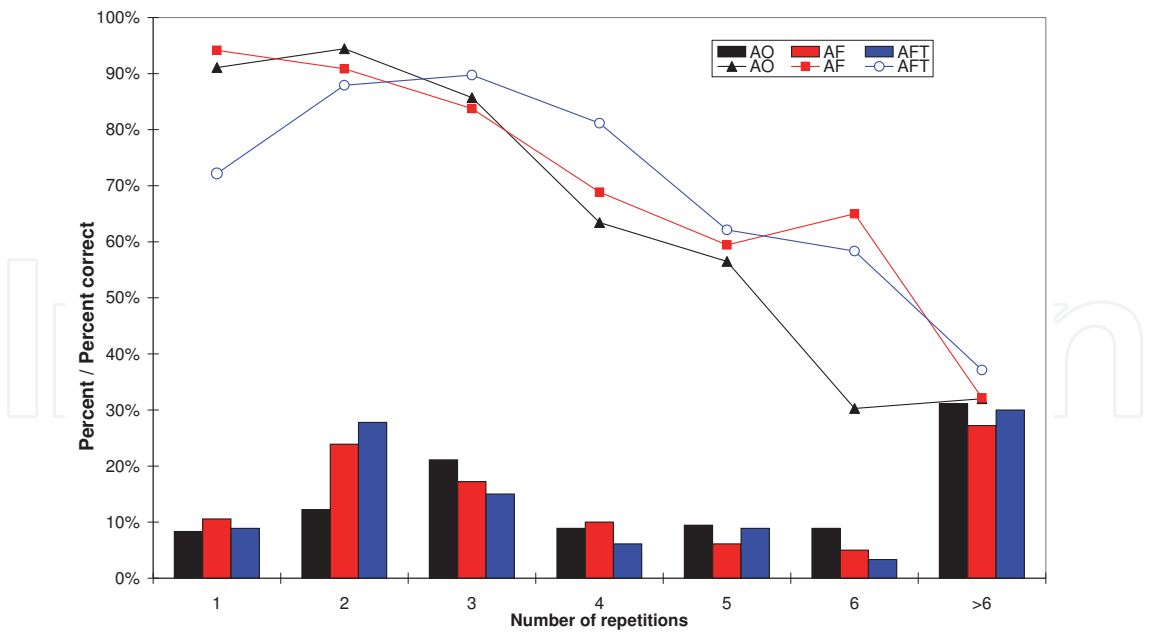 100%
90%
80%
70%
60%
50%
40%
30%
20%
10%
0%
Percent / Percent correct
AO AF AFT
AO AF AFT
1 2 3 4 5 6 >6
Number of repetitions